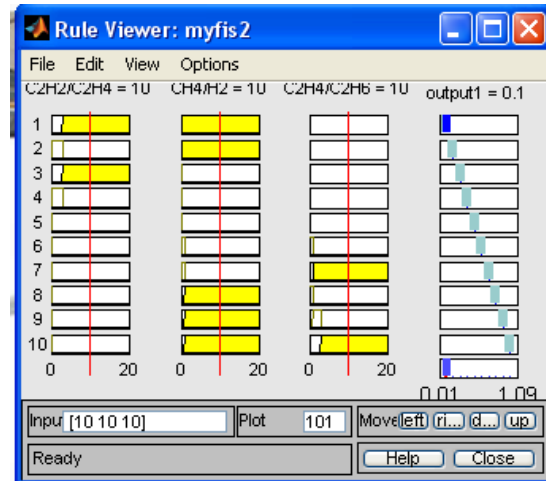 Rule Viewer: myfis2
File Edit View Options
C2H2/C2H4 = 10 CH4/H2 = 10 C2H4/C2H6 = 10 output1 = 0.1
1
2
3
4
5
6
7
8
9
10
0 20 0 20 0 20
0.01 1.09
Input [10 10 10] Plot 101 Move left ri... d... up
Ready Help Close